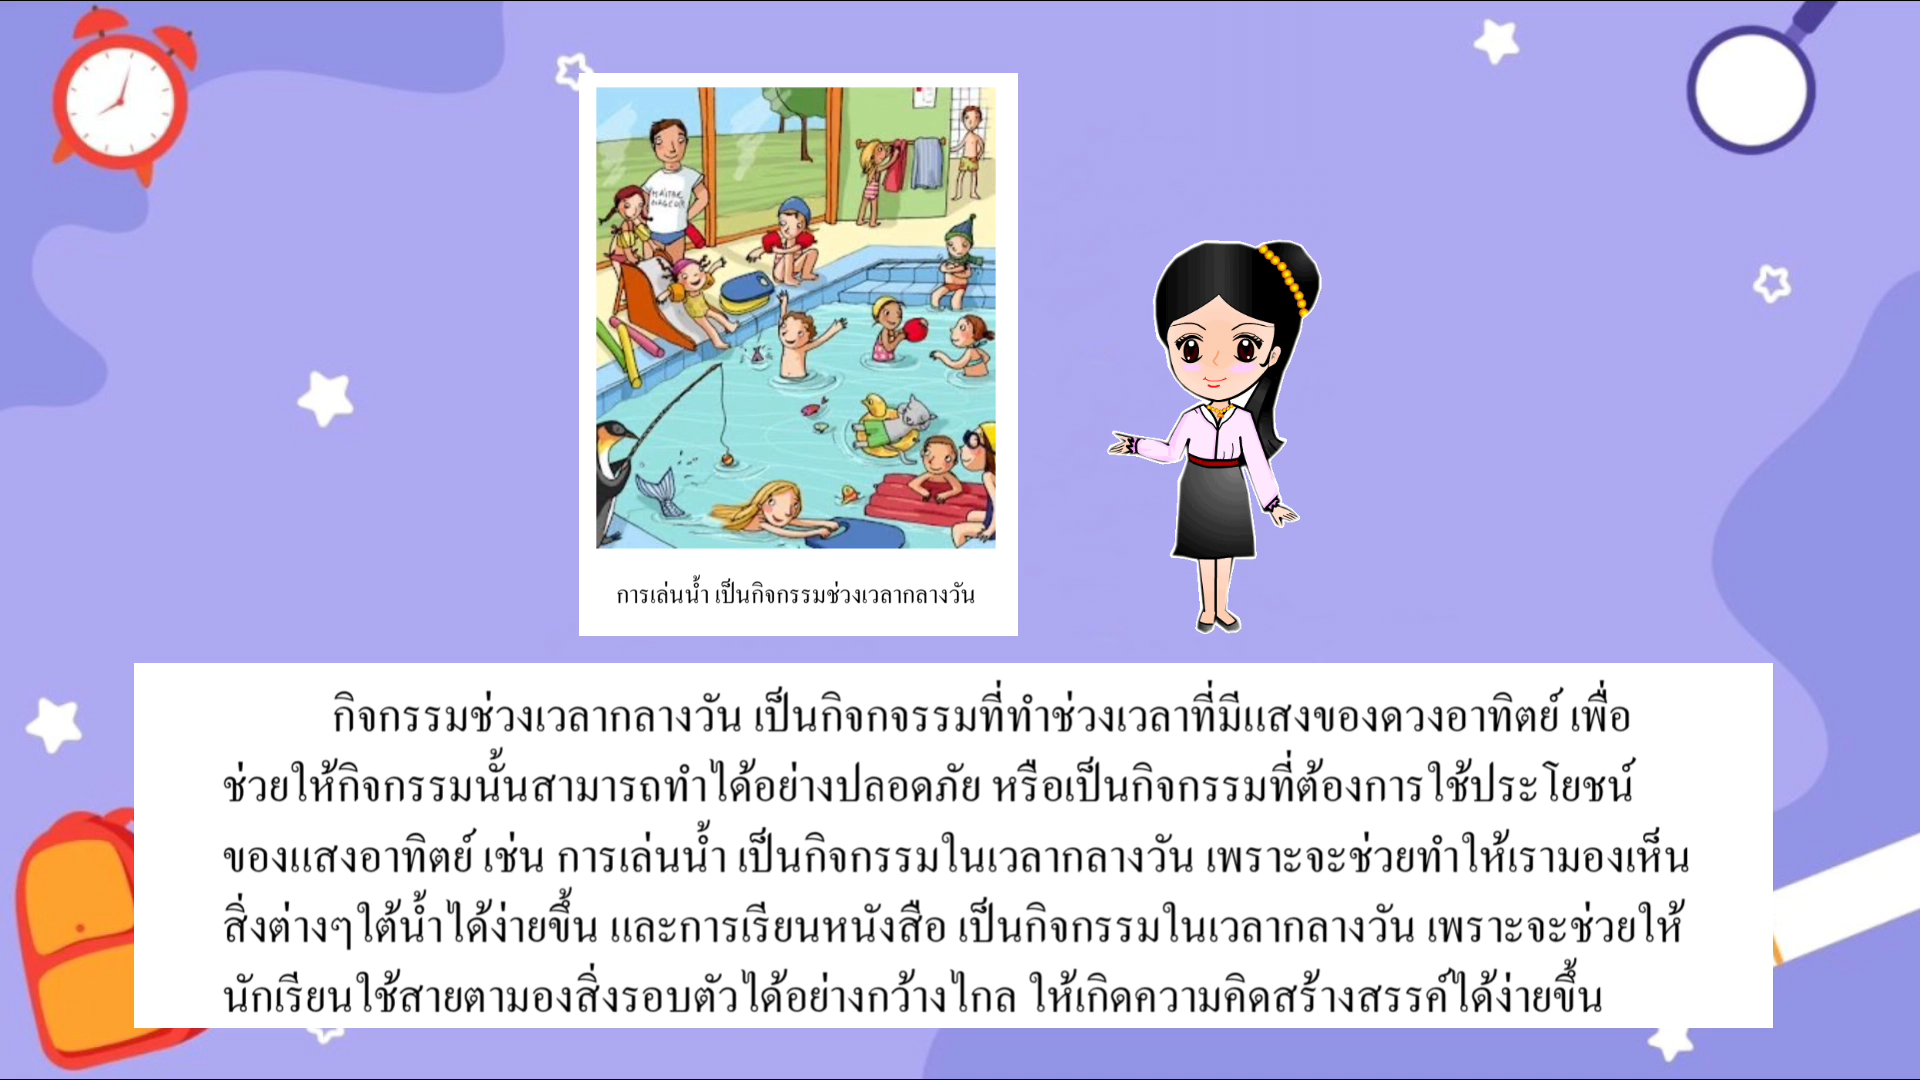 MAITRE
NAGEUR
การเล่นน้ำ เป็นกิจกรรมช่วงเวลากลางวัน
กิจกรรมช่วงเวลากลางวัน เป็นกิจกจรรมที่ทำช่วงเวลาที่มีแสงของดวงอาทิตย์ เพื่อ
ช่วยให้กิจกรรมนั้นสามารถทำได้อย่างปลอดภัย หรือเป็นกิจกรรมที่ต้องการใช้ประโยชน์
ของแสงอาทิตย์ เช่น การเล่นน้ำ เป็นกิจกรรมในเวลากลางวัน เพราะจะช่วยทำให้เรามองเห็น
สิ่งต่างๆใต้น้ำได้ง่ายขึ้น และการเรียนหนังสือ เป็นกิจกรรมในเวลากลางวัน เพราะจะช่วยให้
นักเรียนใช้สายตามองสิ่งรอบตัวได้อย่างกว้างไกล ให้เกิดความคิดสร้างสรรค์ได้ง่ายขึ้น